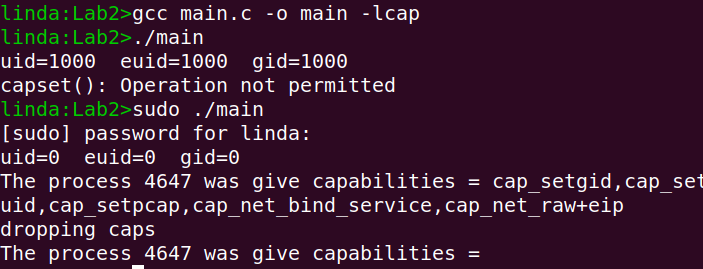 linda:Lab2>gcc main.c -o main -lcap
linda:Lab2>./main
uid=1000  euid=1000  gid=1000
capset(): Operation not permitted
linda:Lab2>sudo ./main
[sudo] password for linda:
uid=0  euid=0  gid=0
The process 4647 was give capabilities = cap_setgid,cap_set
uid,cap_setpcap,cap_net_bind_service,cap_net_raw+eip
dropping caps
The process 4647 was give capabilities =